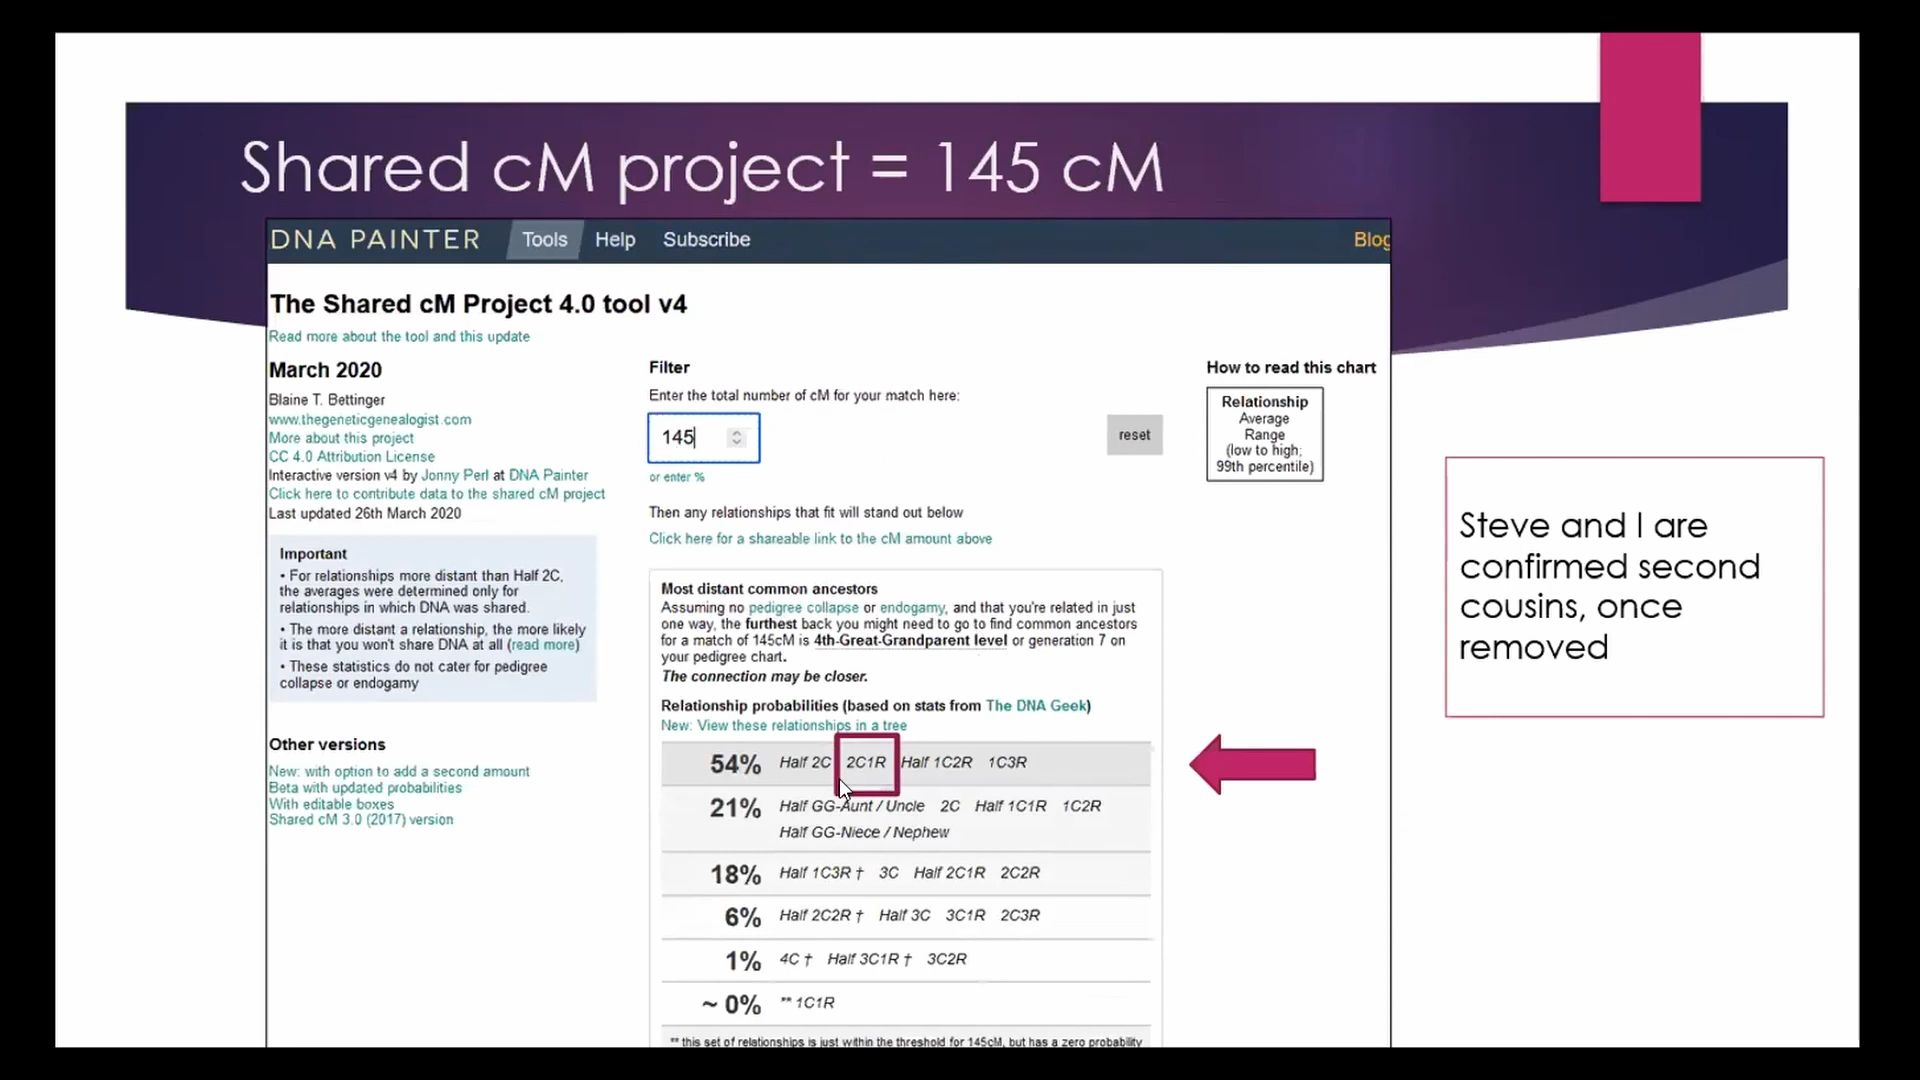 Shared cM project = 145 cM
DNA PAINTER Tools Help Subscribe Blog
The Shared cM Project 4.0 tool v4
Read more about the tool and this update
March 2020
Blaine T. Bettinger
www.thegeneticgenealogist.com
More about this project
CC 4.0 Attribution License
Interactive version v4 by Jonny Perl at DNA Painter
Click here to contribute data to the shared cM project
Last updated 26th March 2020
Important
• For relationships more distant than Half 2C,
the averages were determined only for
relationships in which DNA was shared.
• The more distant a relationship, the more likely
it is that you won't share DNA at all (read more)
• These statistics do not cater for pedigree
collapse or endogamy
Other versions
New: with option to add a second amount
Beta with updated probabilities
With editable boxes
Shared cM 3.0 (2017) version
Filter
Enter the total number of cM for your match here:
145
reset
or enter %
Then any relationships that fit will stand out below
Click here for a shareable link to the cM amount above
Most distant common ancestors
Assuming no pedigree collapse or endogamy, and that you're related in just
one way, the furthest back you might need to go to find common ancestors
for a match of 145cM is 4th-Great-Grandparent level or generation 7 on
your pedigree chart.
The connection may be closer.
Relationship probabilities (based on stats from The DNA Geek)
New: View these relationships in a tree
54% Half 2C 2C1R Half 1C2R 1C3R
21% Half GG-Aunt / Uncle 2C Half 1C1R 1C2R
Half GG-Niece / Nephew
18% Half 1C3R † 3C Half 2C1R 2C2R
6% Half 2C2R † Half 3C 3C1R 2C3R
1% 4C † Half 3C1R † 3C2R
~ 0% ** 1C1R
** this set of relationships is just within the threshold for 145cM, but has a zero probability
How to read this chart
Relationship
Average
Range
(low to high;
99th percentile)
Steve and I are
confirmed second
cousins, once
removed